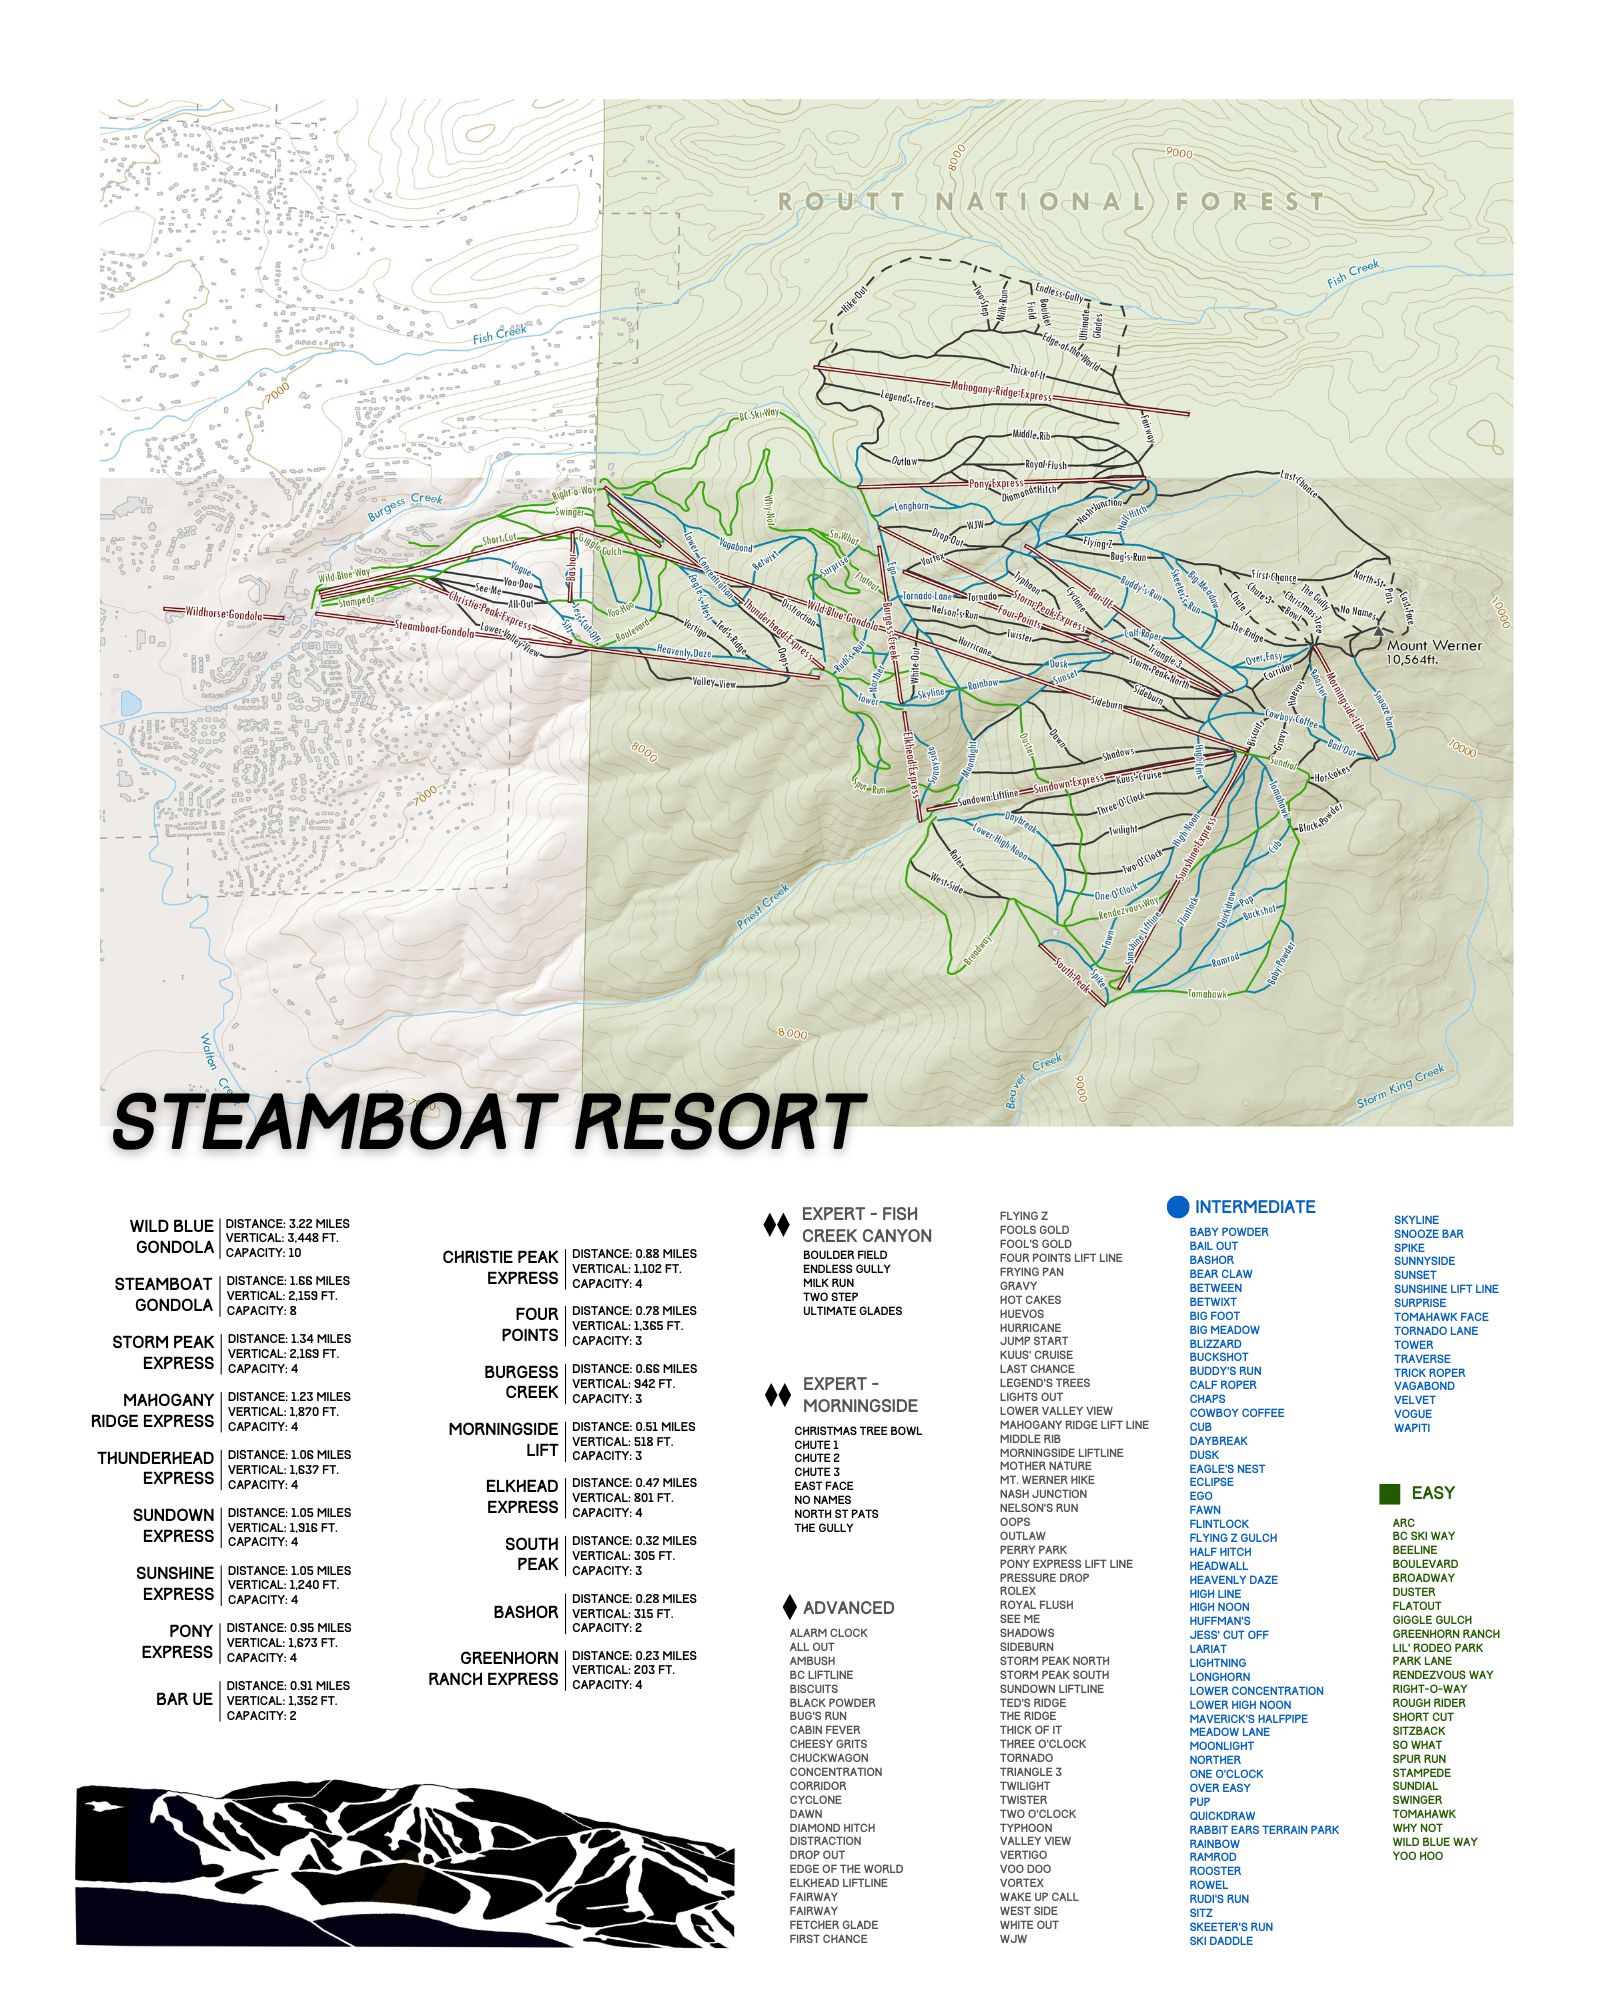 8000
9000
ROUTT NATIONAL FOREST
Fish Creek
Hike Out
Two Step
Milk Run
Endless Gully
Boulder
Field
Ultimate
Glades
Edge of the World
Fish Creek
7000
Thick of It
Mahogany Ridge Express
Legend's Trees
BC Ski Way
Fairway
Middle Rib
Outlaw
Royal Flush
Last Chance
Pony Express
Diamond Hitch
Right-o-Way
Burgess Creek
Why Not
Longhorn
Nash Junction
Half Hitch
Swinger
WJW
Drop Out
So What
Short Cut
Giggle Gulch
Lower Concentration
Vagabond
Betwixt
Surprise
Flatout
Vortex
Flying Z
Bug's Run
Ego
Wild Blue Way
Vogue
Voo Doo
See Me
Bashor
Eagle's Nest
Typhoon
Cyclone
Bar UE
Buddy's Run
Skeeter's Run
Big Meadow
First Chance
Chute 3
Chute 1
The Gully
Christmas Tree
Bowl
No Names
North St. Pats
East Face
10000
Stampede
All Out
Christie Peak Express
Wildhorse Gondola
Steamboat Gondola
Lower Valley View
Sitz
Jess' Cut Off
Yoo Hoo
Boulevard
Thunderhead Express
Distraction
Wild Blue Gondola
Burgess Creek
Tornado Lane
Tornado
Nelson's Run
Four Points
Storm Peak Express
Twister
Hurricane
Calf Roper
Triangle 3
The Ridge
Vertigo
Ted's Ridge
Oops
Heavenly Daze
Valley View
Rudi's Run
Norther
White Out
Tower
Skyline
Rainbow
Dusk
Sunset
Storm Peak North
Sideburn
Sideburn
Over Easy
Corridor
Huevos
Rooster
Morningside Lift
Snooze bar
Mount Werner
10,564ft.
Cowboy Coffee
Bail Out
Biscuits
Gravy
Sundial
Hot Cakes
10000
8000
7000
Elkhead Express
Sunnyside
Moonlight
Duster
Dawn
Shadows
High Line
Spur Run
Sundown Liftline
Sundown Express
Kuus' Cruise
Tomahawk
Black Powder
Daybreak
Three O'Clock
Lower High Noon
Twilight
High Noon
Sunshine Express
Cub
Rolex
West Side
Two O'Clock
One O'Clock
Priest Creek
Rendezvous Way
Flintlock
Quickdraw
Pup
Buckshot
Broadway
Fawn
Sunshine Liftline
Ramrod
Baby Powder
South Peak
Spike
Tomahawk
8000
Walton Creek
Beaver Creek
9000
Storm King Creek
STEAMBOAT RESORT
WILD BLUE
GONDOLA
DISTANCE: 3.22 MILES
VERTICAL: 3,448 FT.
CAPACITY: 10
STEAMBOAT
GONDOLA
DISTANCE: 1.66 MILES
VERTICAL: 2,159 FT.
CAPACITY: 8
STORM PEAK
EXPRESS
DISTANCE: 1.34 MILES
VERTICAL: 2,169 FT.
CAPACITY: 4
MAHOGANY
RIDGE EXPRESS
DISTANCE: 1.23 MILES
VERTICAL: 1,870 FT.
CAPACITY: 4
THUNDERHEAD
EXPRESS
DISTANCE: 1.06 MILES
VERTICAL: 1,637 FT.
CAPACITY: 4
SUNDOWN
EXPRESS
DISTANCE: 1.05 MILES
VERTICAL: 1,916 FT.
CAPACITY: 4
SUNSHINE
EXPRESS
DISTANCE: 1.05 MILES
VERTICAL: 1,240 FT.
CAPACITY: 4
PONY
EXPRESS
DISTANCE: 0.95 MILES
VERTICAL: 1,673 FT.
CAPACITY: 4
BAR UE
DISTANCE: 0.91 MILES
VERTICAL: 1,352 FT.
CAPACITY: 2
CHRISTIE PEAK
EXPRESS
DISTANCE: 0.88 MILES
VERTICAL: 1,102 FT.
CAPACITY: 4
FOUR
POINTS
DISTANCE: 0.78 MILES
VERTICAL: 1,365 FT.
CAPACITY: 3
BURGESS
CREEK
DISTANCE: 0.66 MILES
VERTICAL: 942 FT.
CAPACITY: 3
MORNINGSIDE
LIFT
DISTANCE: 0.51 MILES
VERTICAL: 518 FT.
CAPACITY: 3
ELKHEAD
EXPRESS
DISTANCE: 0.47 MILES
VERTICAL: 801 FT.
CAPACITY: 4
SOUTH
PEAK
DISTANCE: 0.32 MILES
VERTICAL: 305 FT.
CAPACITY: 3
BASHOR
DISTANCE: 0.28 MILES
VERTICAL: 315 FT.
CAPACITY: 2
GREENHORN
RANCH EXPRESS
DISTANCE: 0.23 MILES
VERTICAL: 203 FT.
CAPACITY: 4
EXPERT - FISH
CREEK CANYON
BOULDER FIELD
ENDLESS GULLY
MILK RUN
TWO STEP
ULTIMATE GLADES
EXPERT -
MORNINGSIDE
CHRISTMAS TREE BOWL
CHUTE 1
CHUTE 2
CHUTE 3
EAST FACE
NO NAMES
NORTH ST PATS
THE GULLY
ADVANCED
ALARM CLOCK
ALL OUT
AMBUSH
BC LIFTLINE
BISCUITS
BLACK POWDER
BUG'S RUN
CABIN FEVER
CHEESY GRITS
CHUCKWAGON
CONCENTRATION
CORRIDOR
CYCLONE
DAWN
DIAMOND HITCH
DISTRACTION
DROP OUT
EDGE OF THE WORLD
ELKHEAD LIFTLINE
FAIRWAY
FAIRWAY
FETCHER GLADE
FIRST CHANCE
FLYING Z
FOOLS GOLD
FOOL'S GOLD
FOUR POINTS LIFT LINE
FRYING PAN
GRAVY
HOT CAKES
HUEVOS
HURRICANE
JUMP START
KUUS' CRUISE
LAST CHANCE
LEGEND'S TREES
LIGHTS OUT
LOWER VALLEY VIEW
MAHOGANY RIDGE LIFT LINE
MIDDLE RIB
MORNINGSIDE LIFTLINE
MOTHER NATURE
MT. WERNER HIKE
NASH JUNCTION
NELSON'S RUN
OOPS
OUTLAW
PERRY PARK
PONY EXPRESS LIFT LINE
PRESSURE DROP
ROLEX
ROYAL FLUSH
SEE ME
SHADOWS
SIDEBURN
STORM PEAK NORTH
STORM PEAK SOUTH
SUNDOWN LIFTLINE
TED'S RIDGE
THE RIDGE
THICK OF IT
THREE O'CLOCK
TORNADO
TRIANGLE 3
TWILIGHT
TWISTER
TWO O'CLOCK
TYPHOON
VALLEY VIEW
VERTIGO
VOO DOO
VORTEX
WAKE UP CALL
WEST SIDE
WHITE OUT
WJW
INTERMEDIATE
BABY POWDER
BAIL OUT
BASHOR
BEAR CLAW
BETWEEN
BETWIXT
BIG FOOT
BIG MEADOW
BLIZZARD
BUCKSHOT
BUDDY'S RUN
CALF ROPER
CHAPS
COWBOY COFFEE
CUB
DAYBREAK
DUSK
EAGLE'S NEST
ECLIPSE
EGO
FAWN
FLINTLOCK
FLYING Z GULCH
HALF HITCH
HEADWALL
HEAVENLY DAZE
HIGH LINE
HIGH NOON
HUFFMAN'S
JESS' CUT OFF
LARIAT
LIGHTNING
LONGHORN
LOWER CONCENTRATION
LOWER HIGH NOON
MAVERICK'S HALFPIPE
MEADOW LANE
MOONLIGHT
NORTHER
ONE O'CLOCK
OVER EASY
PUP
QUICKDRAW
RABBIT EARS TERRAIN PARK
RAINBOW
RAMROD
ROOSTER
ROWEL
RUDI'S RUN
SITZ
SKEETER'S RUN
SKI DADDLE
SKYLINE
SNOOZE BAR
SPIKE
SUNNYSIDE
SUNSET
SUNSHINE LIFT LINE
SURPRISE
TOMAHAWK FACE
TORNADO LANE
TOWER
TRAVERSE
TRICK ROPER
VAGABOND
VELVET
VOGUE
WAPITI
EASY
ARC
BC SKI WAY
BEELINE
BOULEVARD
BROADWAY
DUSTER
FLATOUT
GIGGLE GULCH
GREENHORN RANCH
LIL' RODEO PARK
PARK LANE
RENDEZVOUS WAY
RIGHT-O-WAY
ROUGH RIDER
SHORT CUT
SITZBACK
SO WHAT
SPUR RUN
STAMPEDE
SUNDIAL
SWINGER
TOMAHAWK
WHY NOT
WILD BLUE WAY
YOO HOO